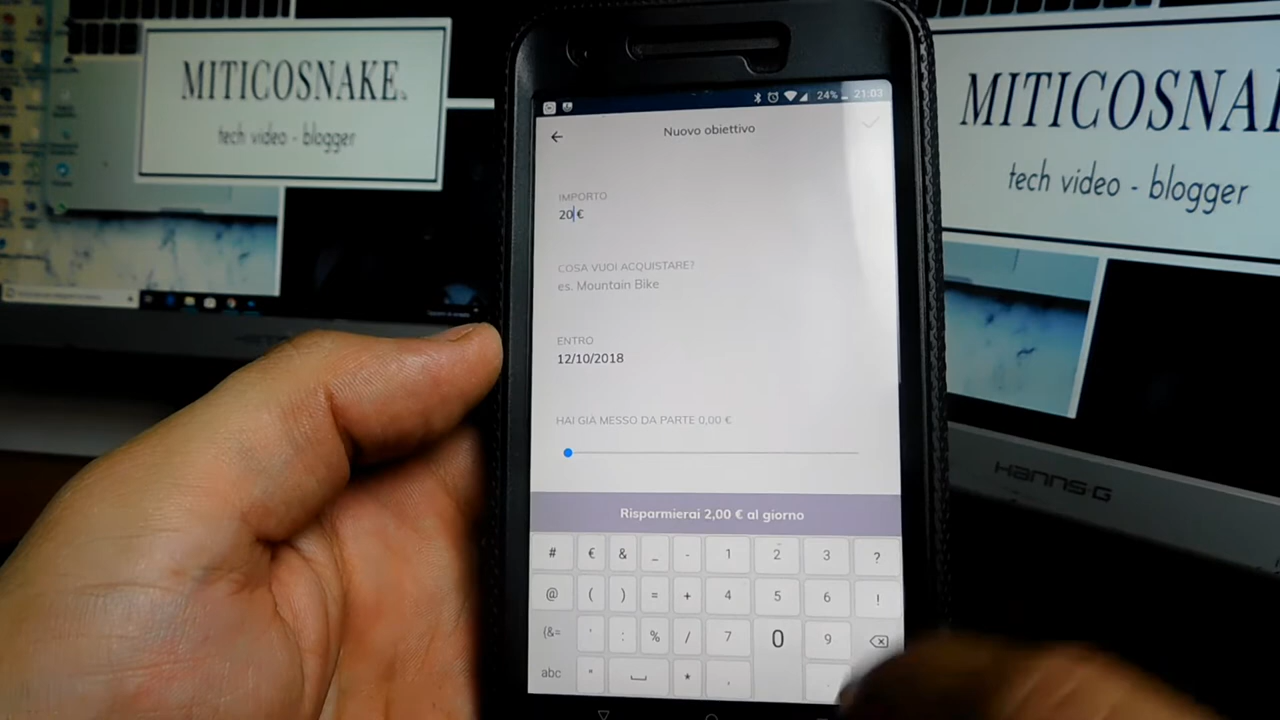 MITICOSNAKE
tech video - blogger
MITICOSNA
tech video - blogger
24% 21:03
Nuovo obiettivo
IMPORTO
20€
COSA VUOI ACQUISTARE?
es. Mountain Bike
ENTRO
12/10/2018
HAI GIÀ MESSO DA PARTE 0,00 €
Risparmierai 2,00 € al giorno
# € & _ - 1 2 3 ?
@ ( ) = + 4 5 6 !
{&= ' : % / 7 0 9
abc * ,
HANNS·G